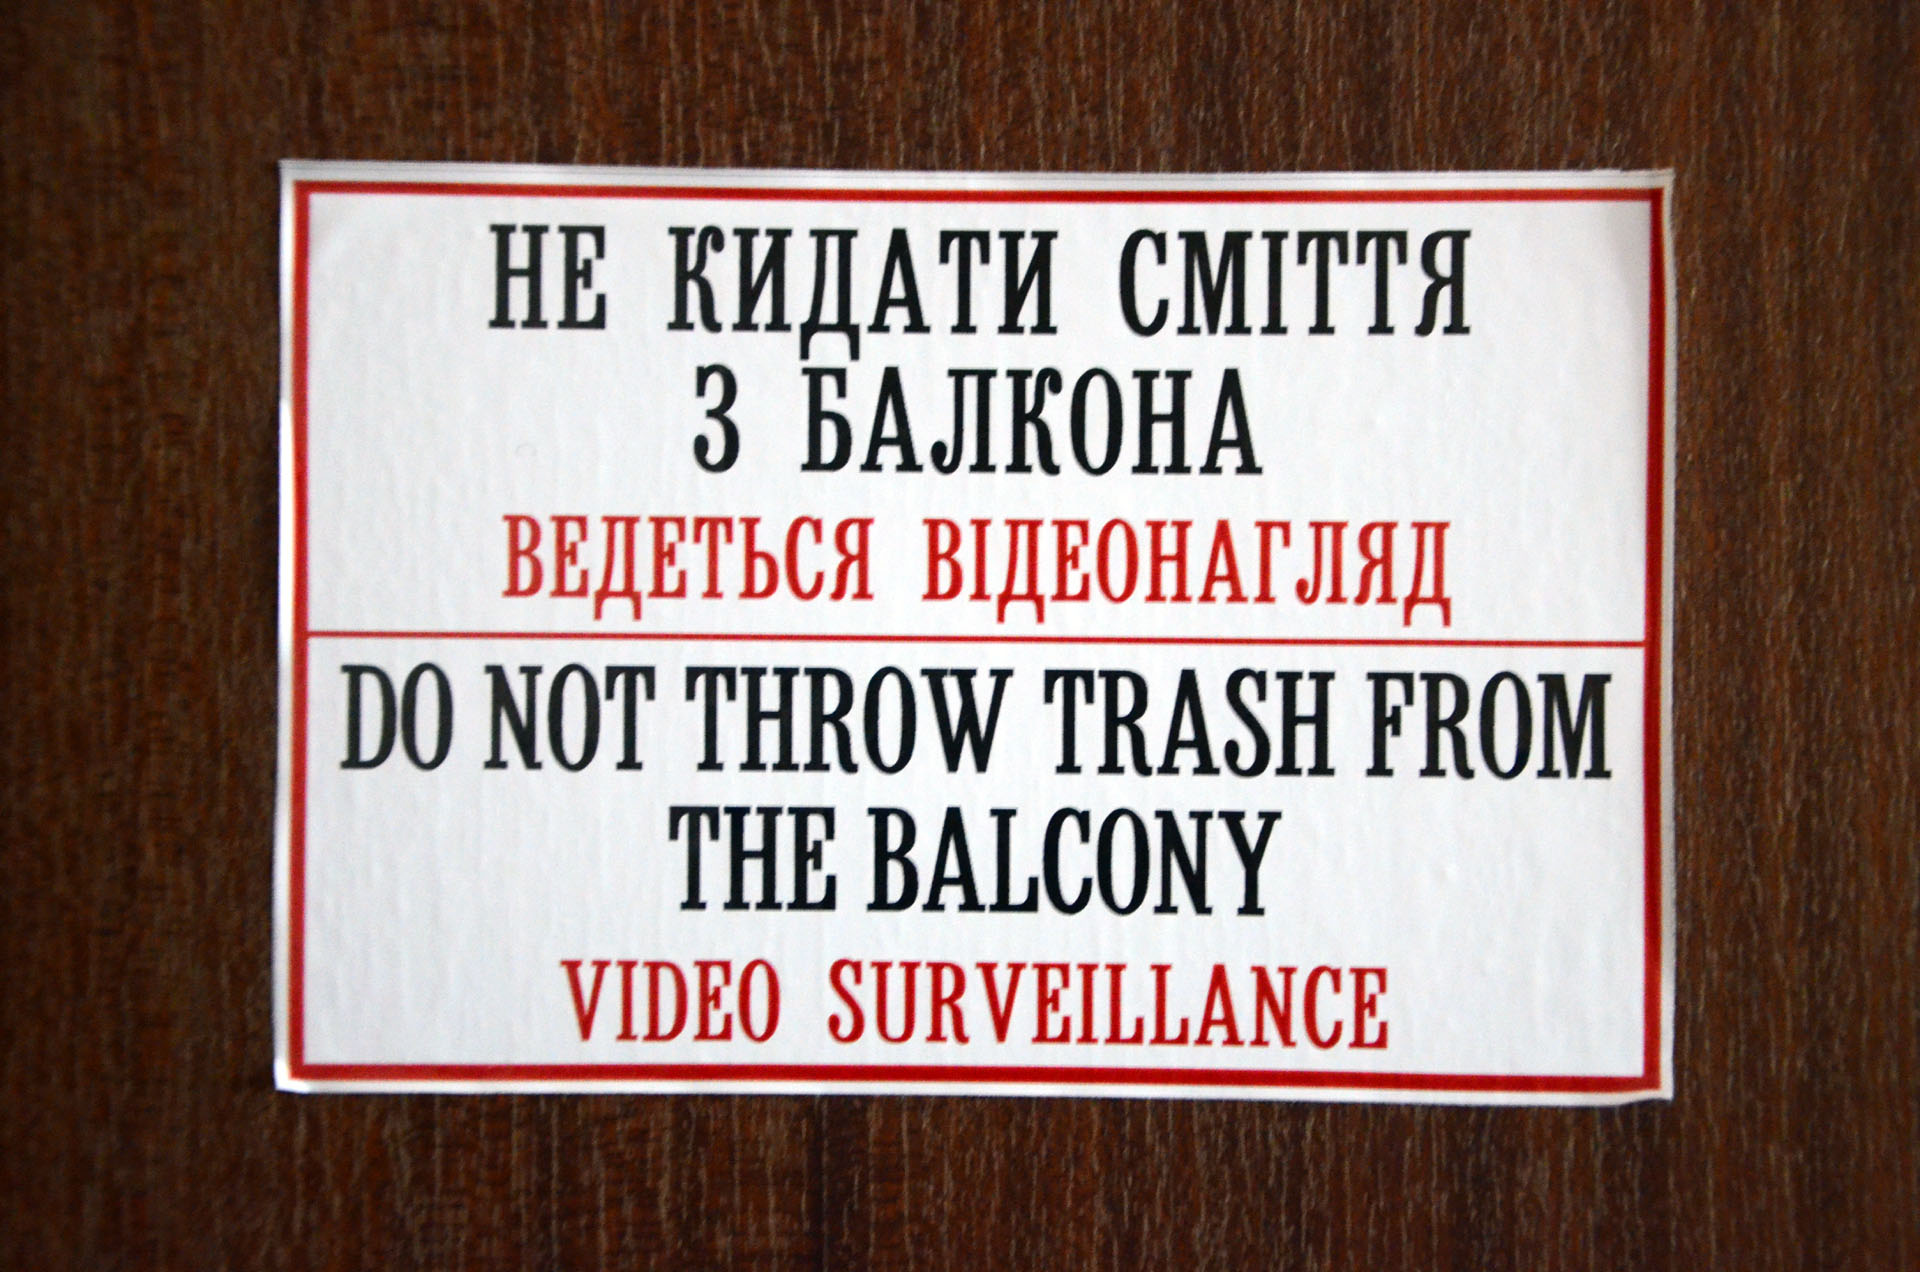 НЕ КИДАТИ СМІТТЯ
З БАЛКОНА
ВЕДЕТЬСЯ ВІДЕОНАГЛЯД
DO NOT THROW TRASH FROM
THE BALCONY
VIDEO SURVEILLANCE